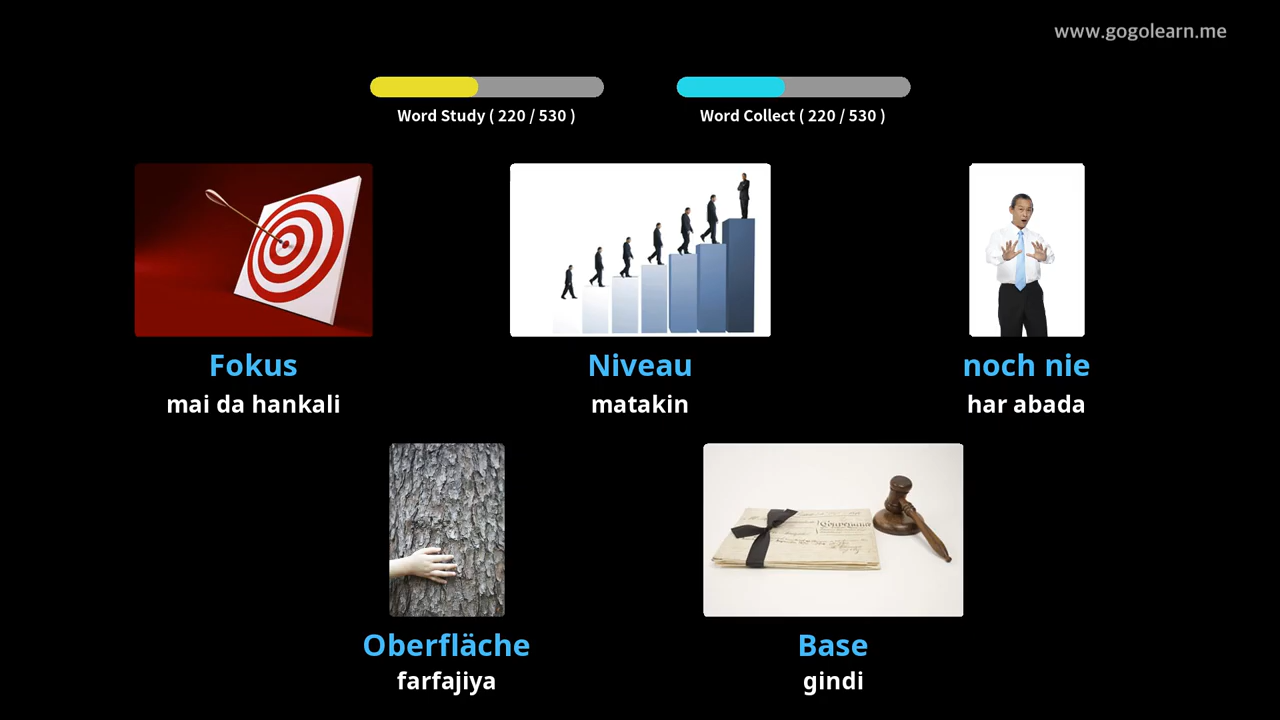 www.gogolearn.me
Word Study ( 220 / 530 )
Word Collect ( 220 / 530 )
Fokus
Niveau
noch nie
mai da hankali
matakin
har abada
Oberfläche
Base
farfajiya
gindi